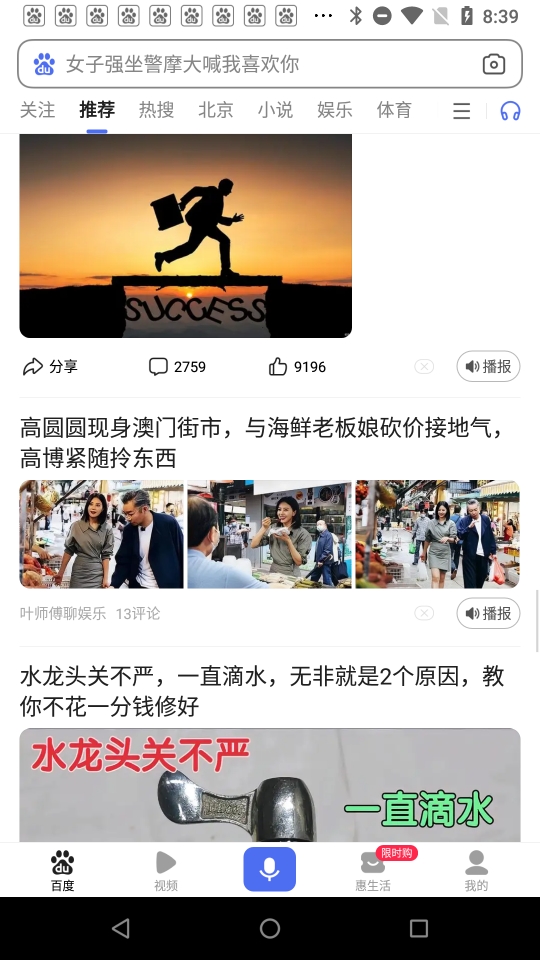 8:39
女子强坐警摩大喊我喜欢你
关注 推荐 热搜 北京 小说 娱乐 体育
SUCCESS
分享 2759 9196 播报
高圆圆现身澳门街市，与海鲜老板娘砍价接地气，
高博紧随拎东西
叶师傅聊娱乐 13评论 播报
水龙头关不严，一直滴水，无非就是2个原因，教
你不花一分钱修好
水龙头关不严
一直滴水
限时购
百度 视频 惠生活 我的